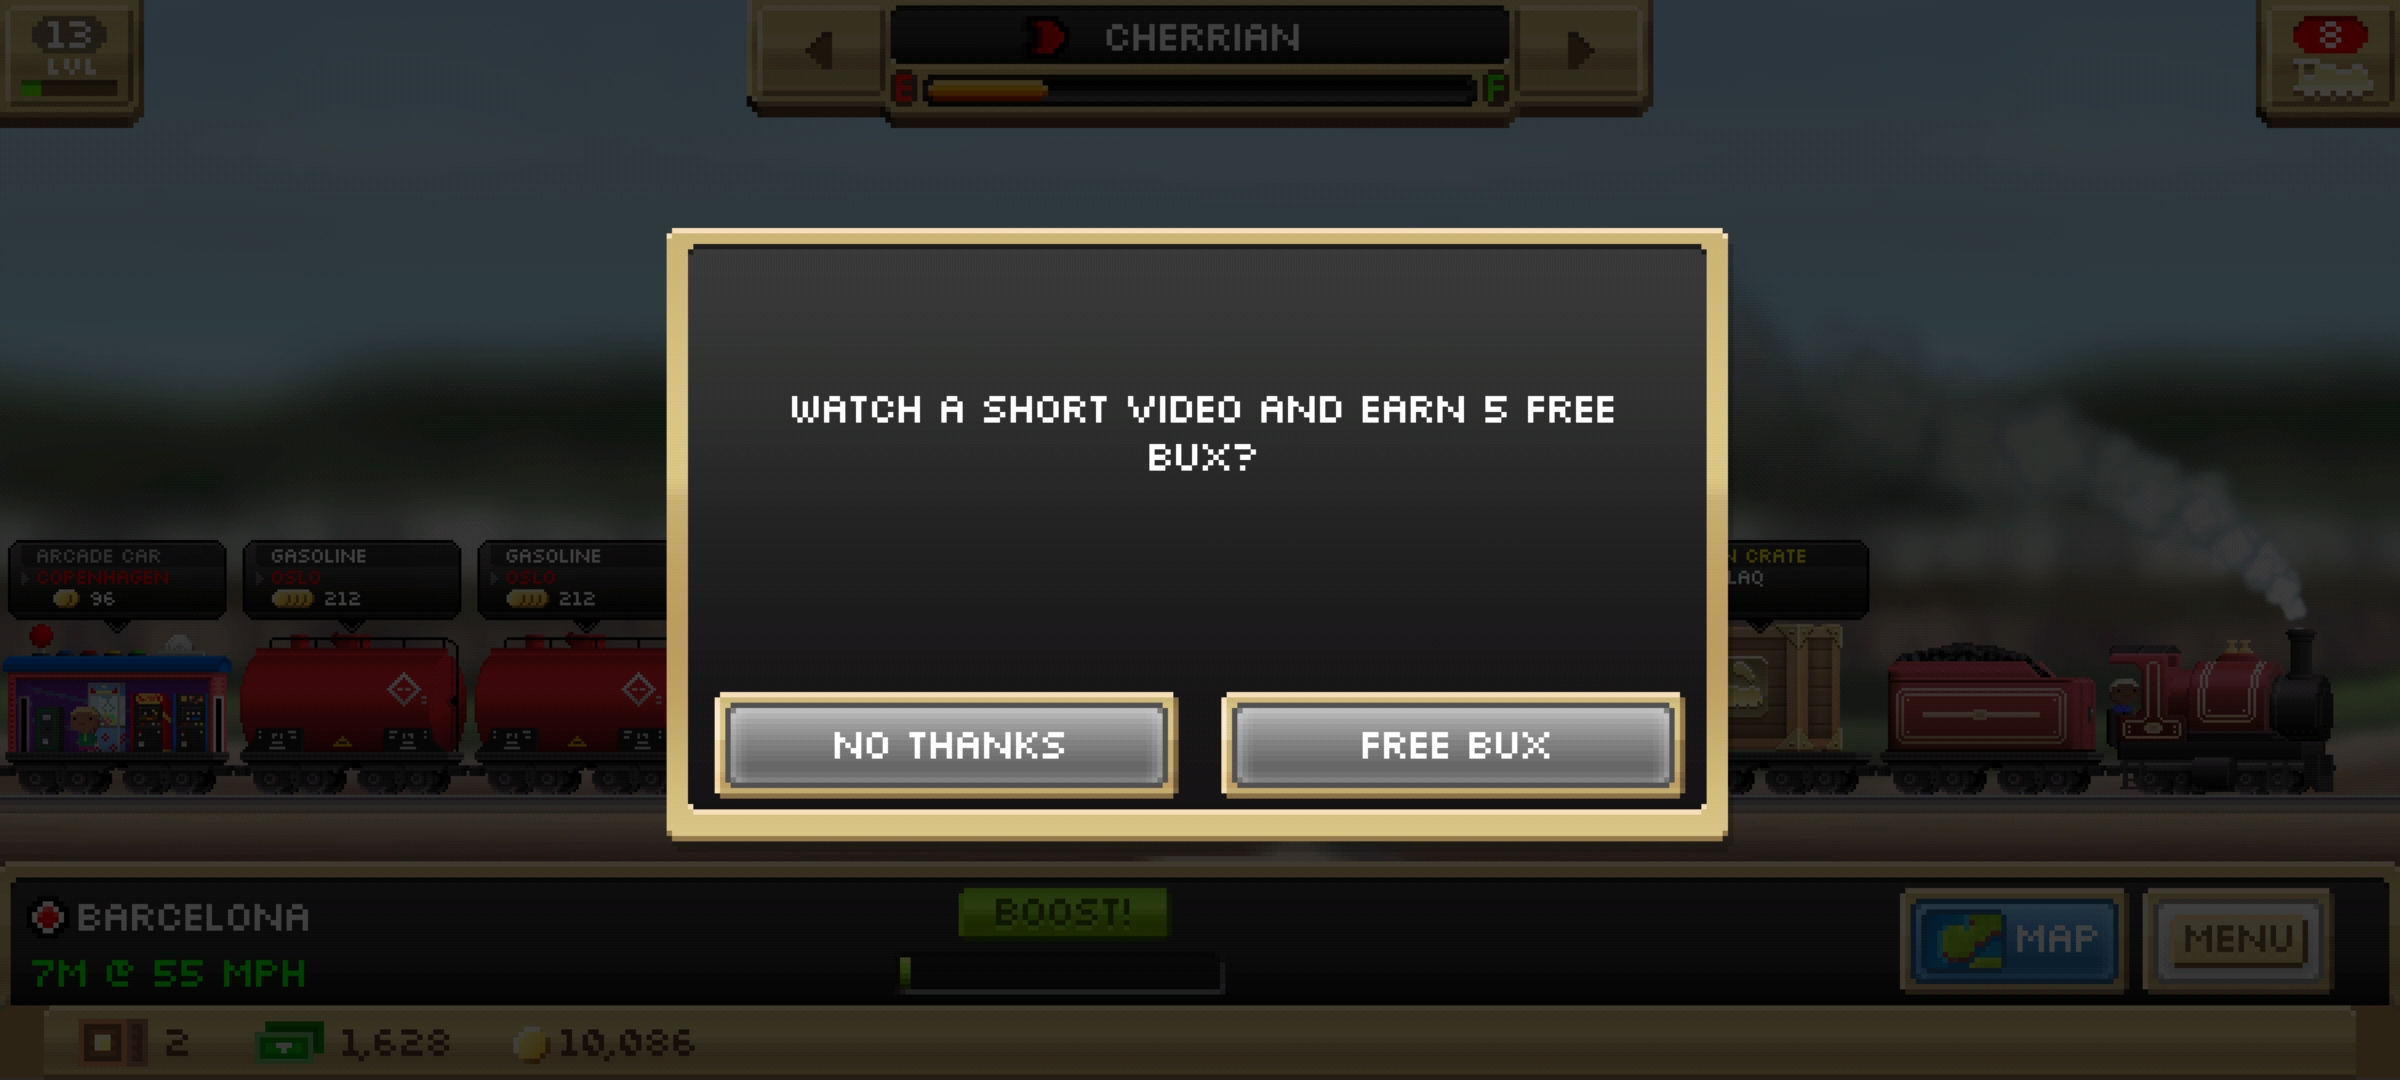 13
LVL
CHERRIAN
E
F
8
WATCH A SHORT VIDEO AND EARN 5 FREE
BUX?
NO THANKS
FREE BUX
ARCADE CAR
COPENHAGEN
96
GASOLINE
OSLO
212
GASOLINE
OSLO
212
CRATE
LAQ
BARCELONA
7M @ 55 MPH
BOOST!
MAP
MENU
2
1,628
10,086